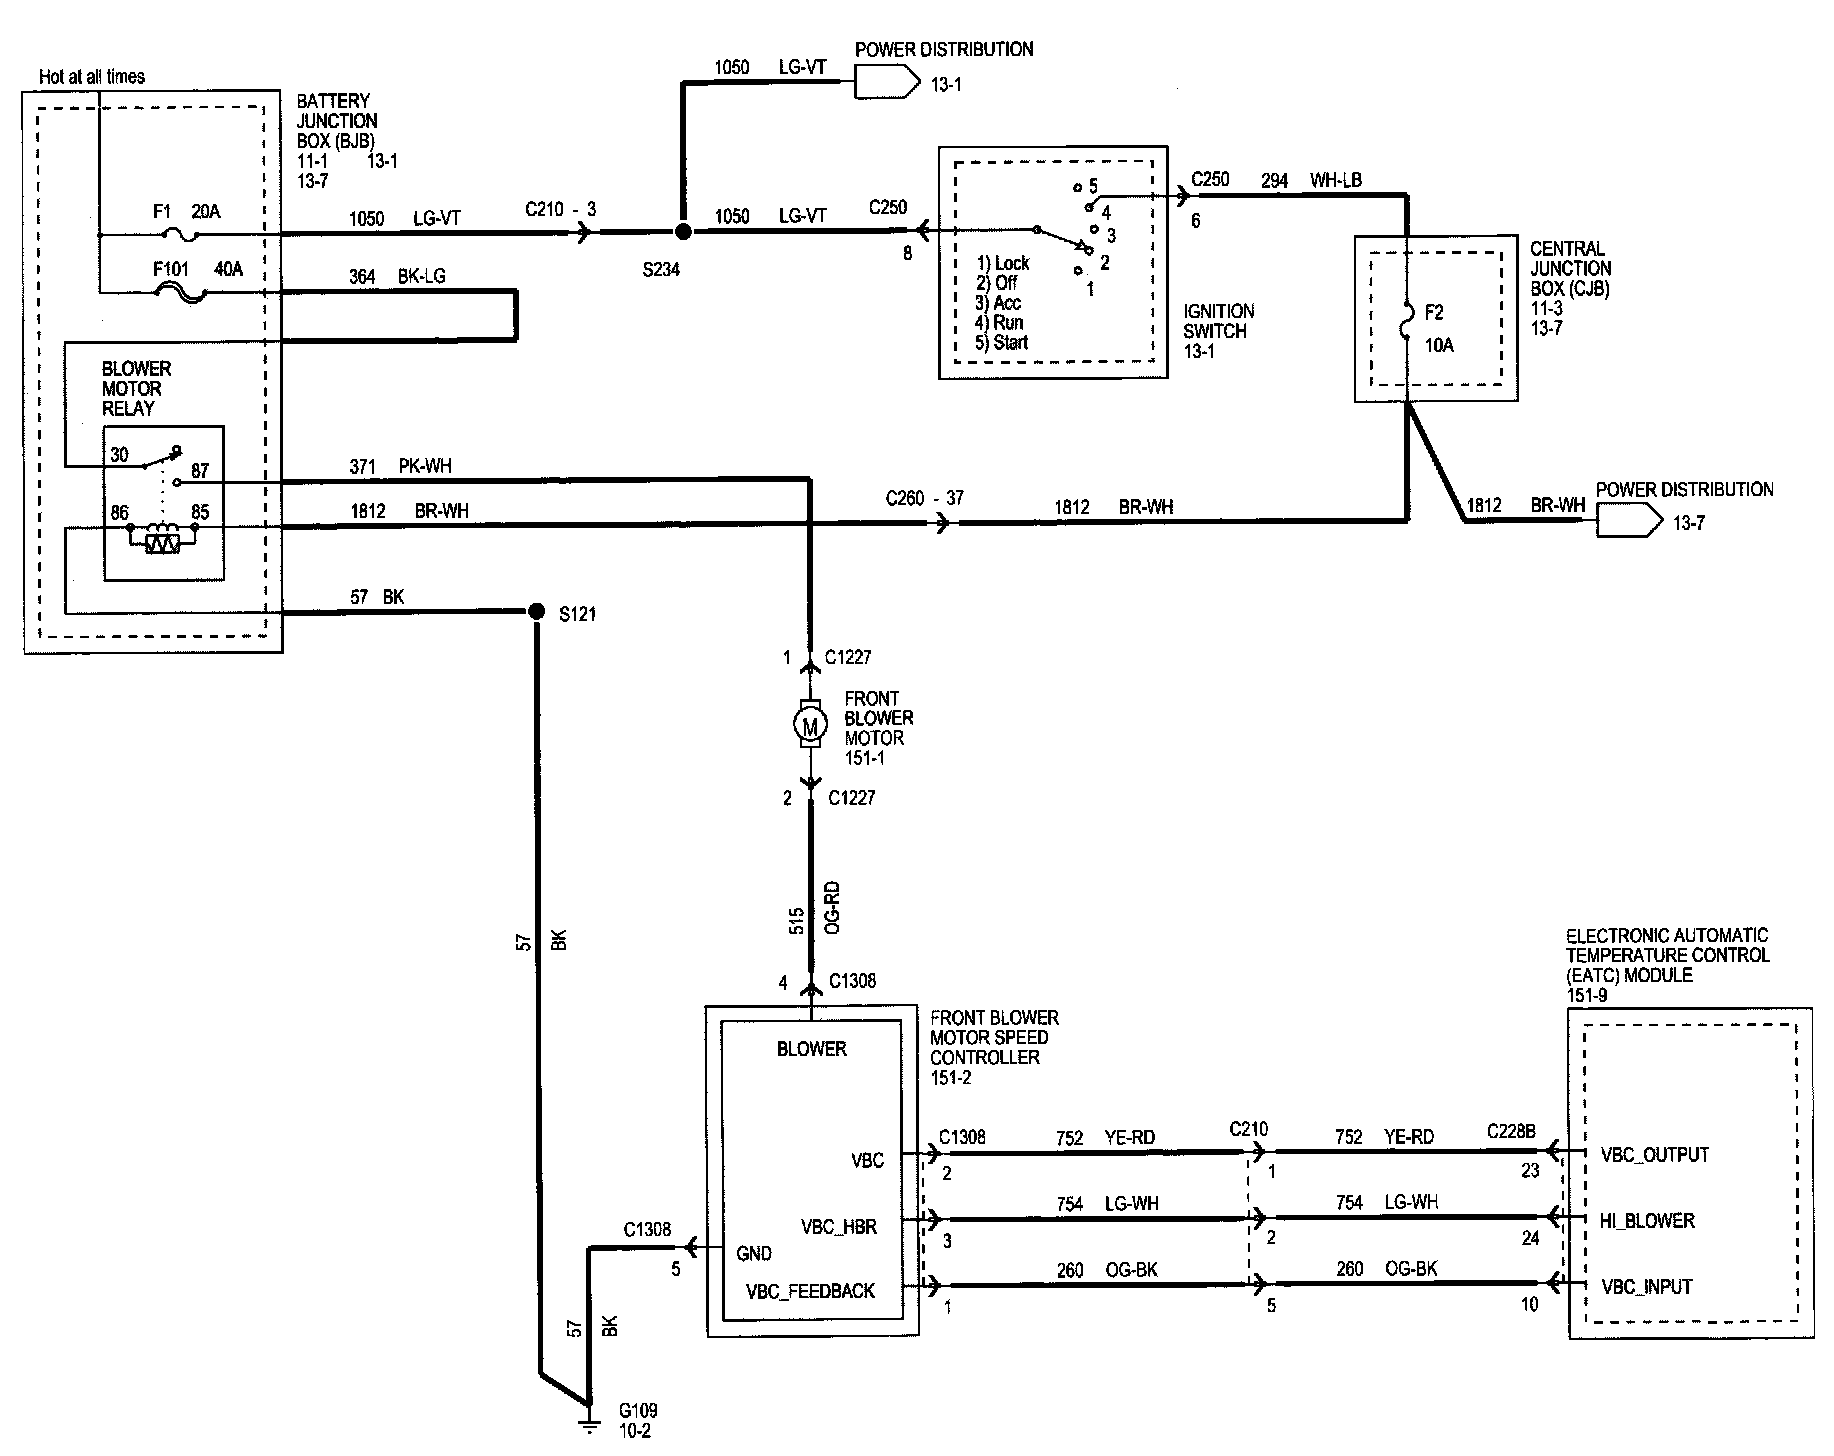 POWER DISTRIBUTION
1050 LG-VT
13-1
Hot at all times
BATTERY
JUNCTION
BOX (BJB)
11-1 13-1
13-7
F1 20A
1050 LG-VT
C210 - 3
S234
1050 LG-VT
C250
8
F101 40A
364 BK-LG
5
4
3
2
1
1) Lock
2) Off
3) Acc
4) Run
5) Start
IGNITION
SWITCH
13-1
C250
6
294 WH-LB
CENTRAL
JUNCTION
BOX (CJB)
11-3
13-7
F2
10A
BLOWER
MOTOR
RELAY
30
87
86
85
371 PK-WH
1812 BR-WH
C260 - 37
1812 BR-WH
1812 BR-WH
POWER DISTRIBUTION
13-7
57 BK
S121
1 C1227
M
FRONT
BLOWER
MOTOR
151-1
2 C1227
515
OG-RD
57
BK
4 C1308
BLOWER
FRONT BLOWER
MOTOR SPEED
CONTROLLER
151-2
ELECTRONIC AUTOMATIC
TEMPERATURE CONTROL
(EATC) MODULE
151-9
VBC
C1308
2
752 YE-RD
C210
1
752 YE-RD
C228B
23
VBC_OUTPUT
VBC_HBR
3
754 LG-WH
2
754 LG-WH
24
HI_BLOWER
C1308
5
GND
VBC_FEEDBACK
1
260 OG-BK
5
260 OG-BK
10
VBC_INPUT
57
BK
G109
10-2